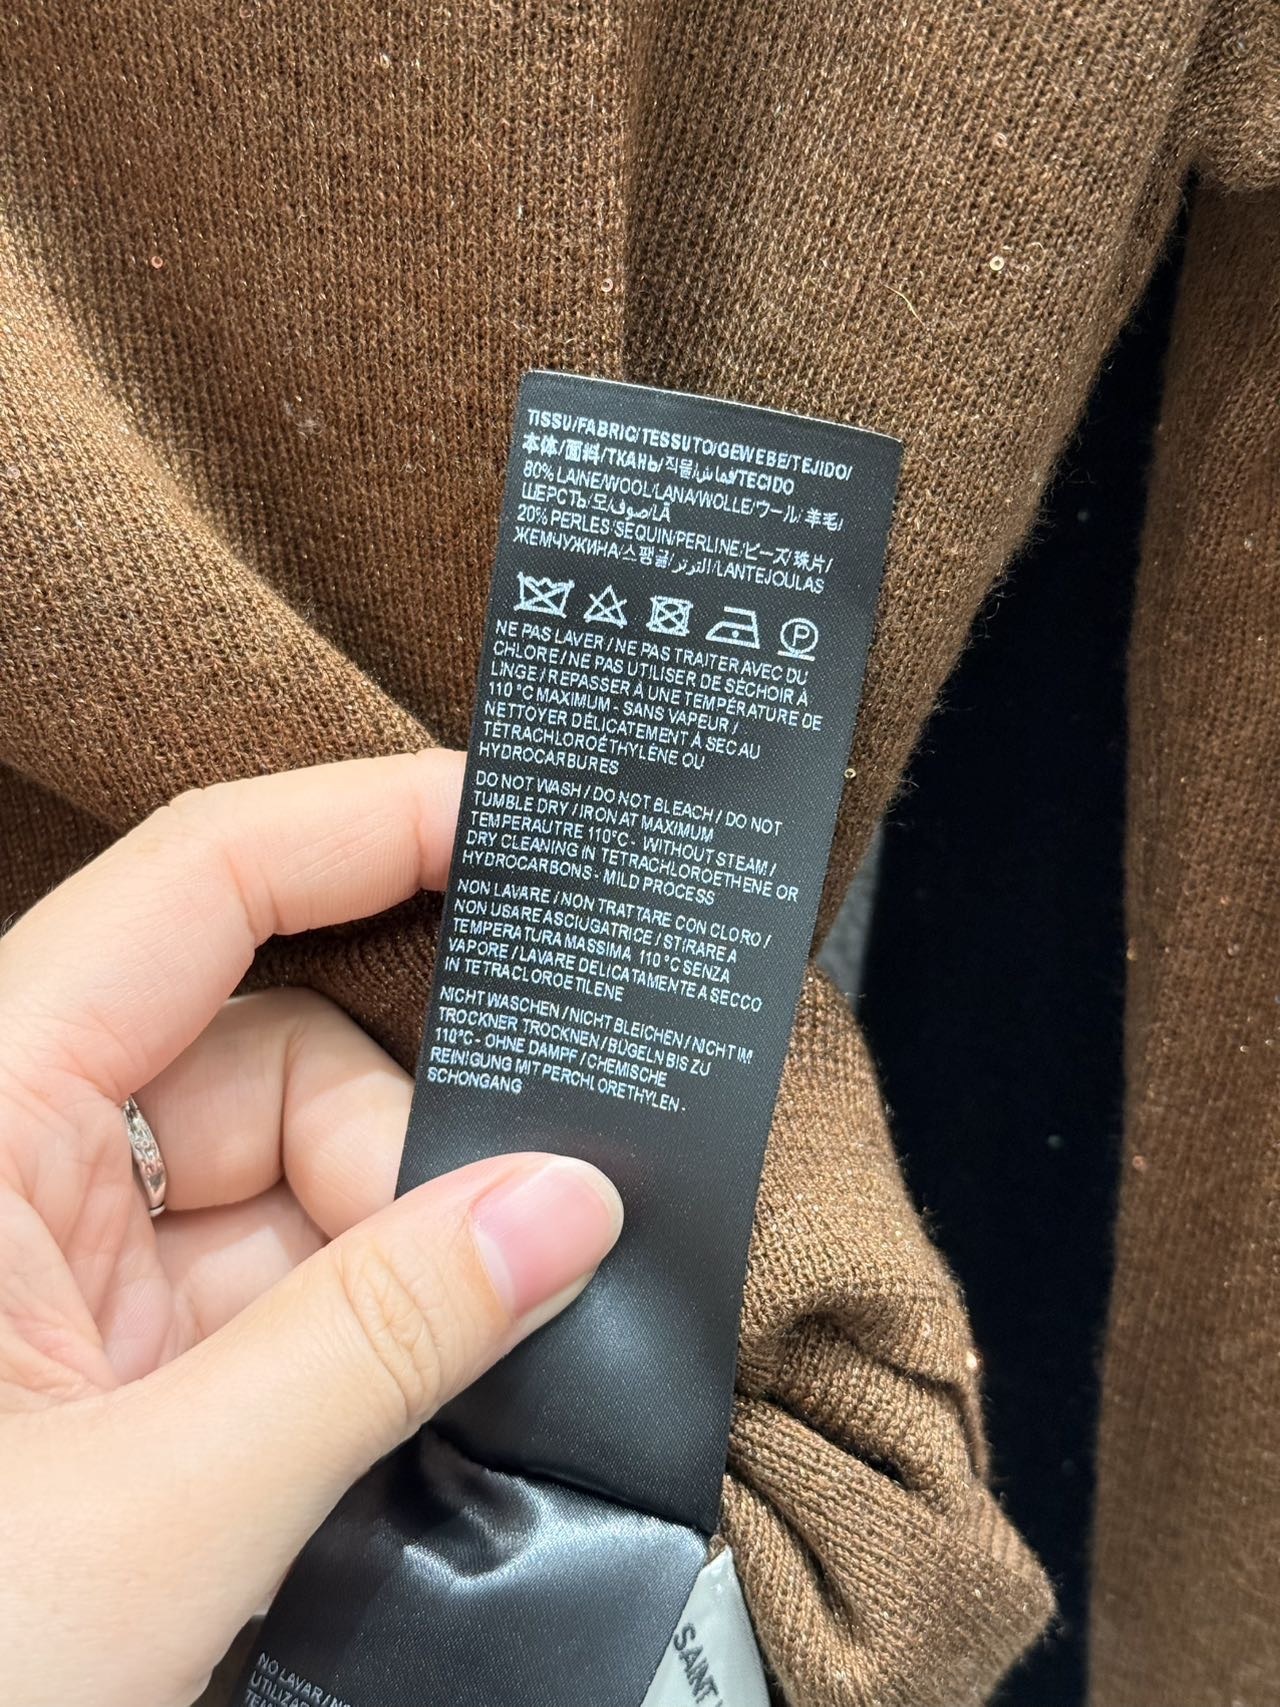 TISSU/FABRIC/TESSUTO/GEWEBE/TEJIDO/
本体/面料/ТКАНЬ/직물/قماش/TECIDO
80% LAINE/WOOL/LANA/WOLLE/ウール/羊毛/
ШЕРСТЬ/모/صوف/LÃ
20% PERLES/SEQUIN/PERLINE/ビーズ/珠片/
ЖЕМЧУЖИНА/스팽글/الترتر/LANTEJOULAS
P
NE PAS LAVER / NE PAS TRAITER AVEC DU
CHLORE / NE PAS UTILISER DE SÉCHOIR À
LINGE / REPASSER À UNE TEMPÉRATURE DE
110 °C MAXIMUM - SANS VAPEUR /
NETTOYER DÉLICATEMENT À SEC AU
TÉTRACHLOROÉTHYLÈNE OU
HYDROCARBURES
DO NOT WASH / DO NOT BLEACH / DO NOT
TUMBLE DRY / IRON AT MAXIMUM
TEMPERAUTRE 110°C - WITHOUT STEAM /
DRY CLEANING IN TETRACHLOROETHENE OR
HYDROCARBONS - MILD PROCESS
NON LAVARE / NON TRATTARE CON CLORO /
NON USARE ASCIUGATRICE / STIRARE A
TEMPERATURA MASSIMA 110 °C SENZA
VAPORE / LAVARE DELICATAMENTE A SECCO
IN TETRACLOROETILENE
NICHT WASCHEN / NICHT BLEICHEN / NICHT IM
TROCKNER TROCKNEN / BÜGELN BIS ZU
110°C - OHNE DAMPF / CHEMISCHE
REINIGUNG MIT PERCHLORETHYLEN -
SCHONGANG
NO LAVAR / NO
UTILIZAR
SAINT